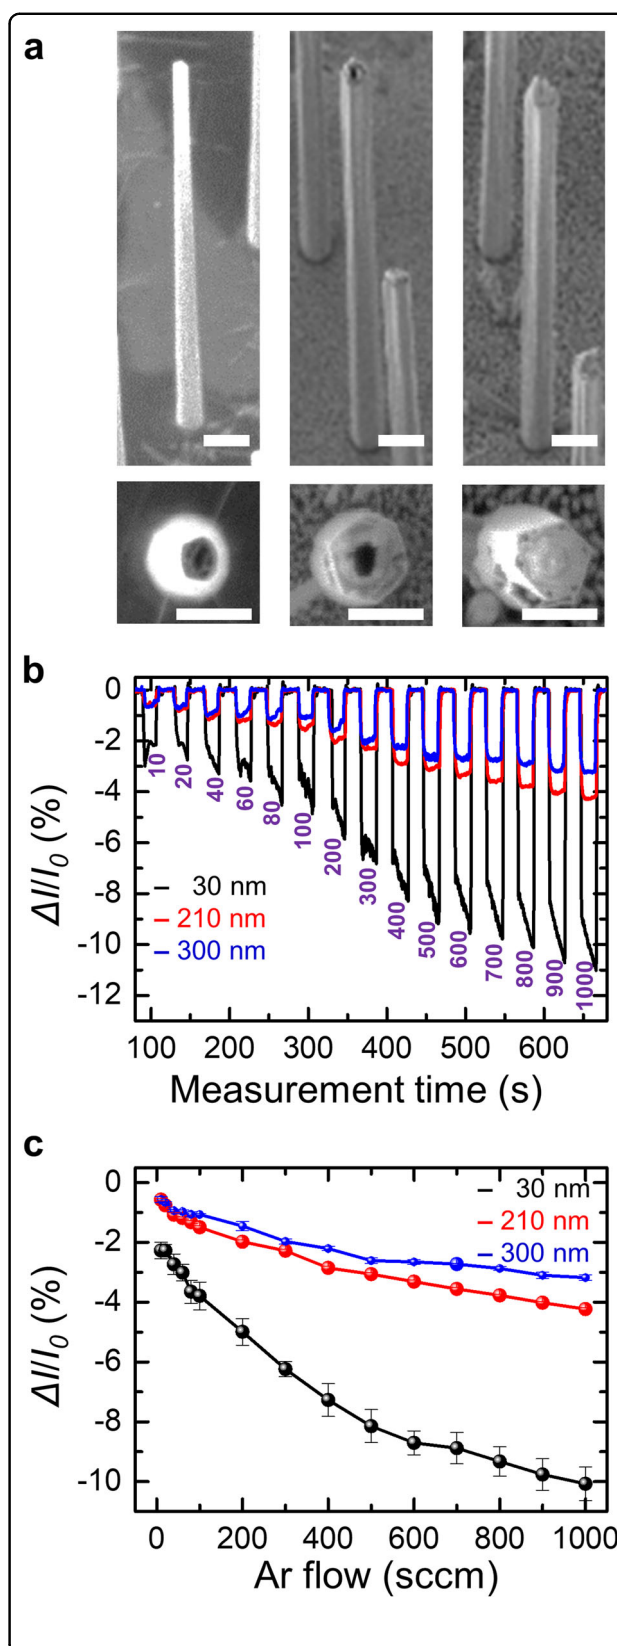 a
b
0
-2
-4
-6
-8
-10
-12
ΔI/I0 (%)
10 20 40 60 80 100 200 300 400 500 600 700 800 900 1000
30 nm
210 nm
300 nm
100 200 300 400 500 600
Measurement time (s)
c
0
-2
-4
-6
-8
-10
ΔI/I0 (%)
30 nm
210 nm
300 nm
0 200 400 600 800 1000
Ar flow (sccm)